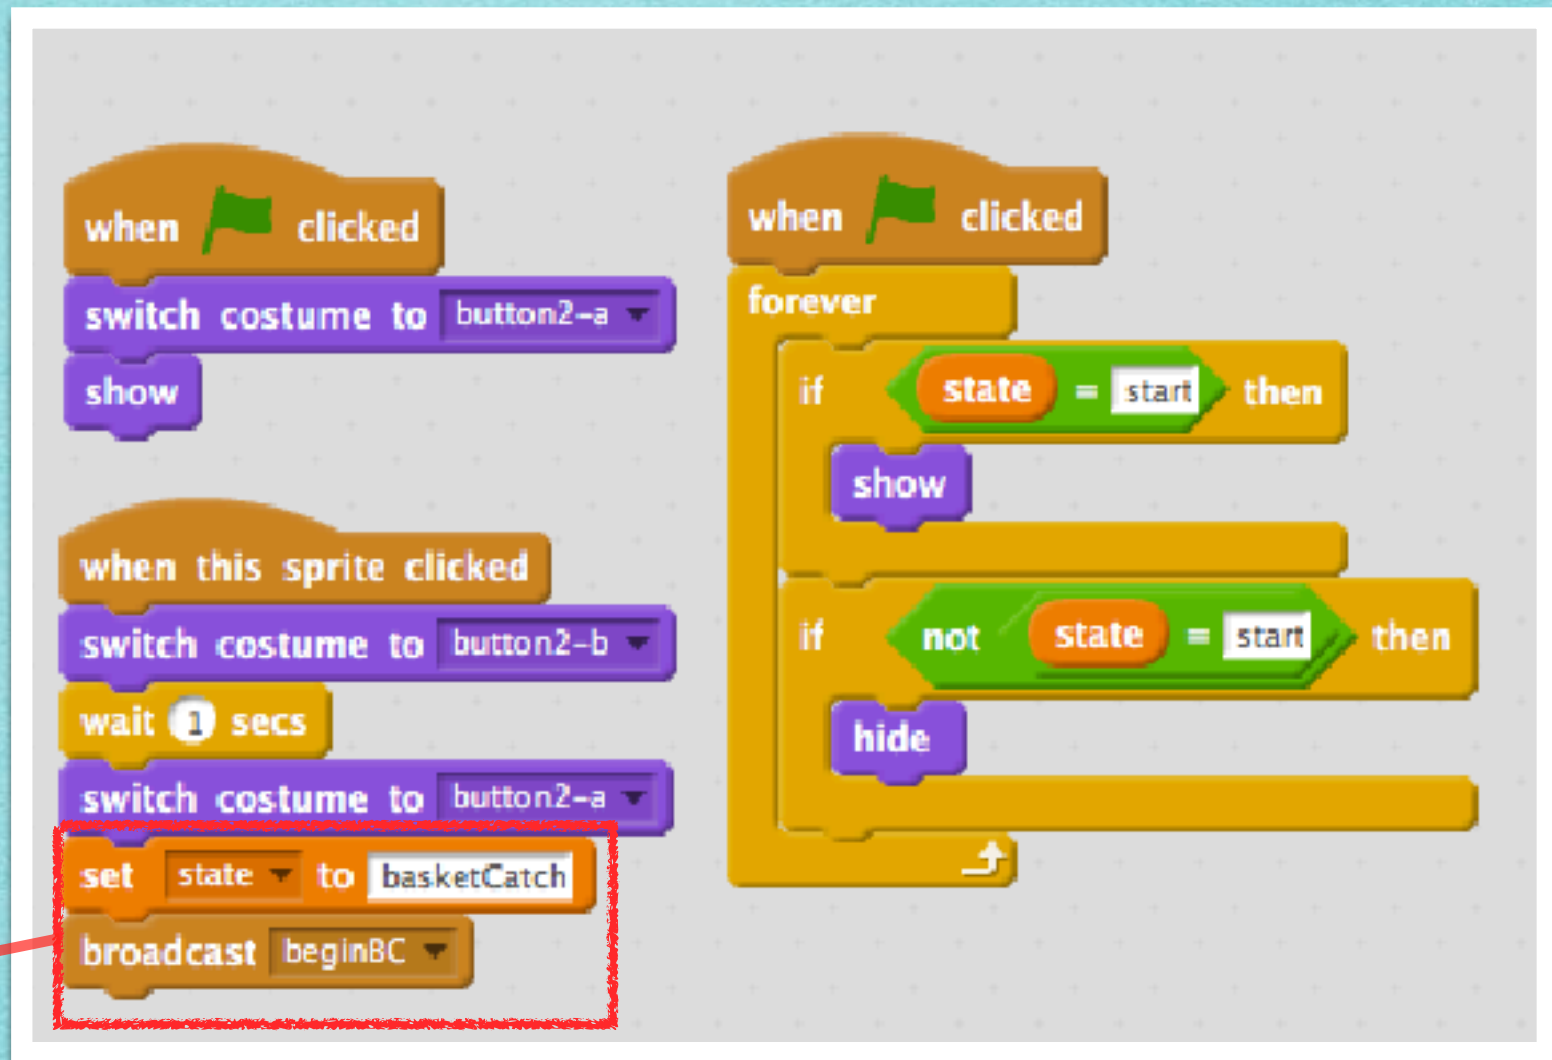 when clicked
switch costume to button2-a
show
when this sprite clicked
switch costume to button2-b
wait 1 secs
switch costume to button2-a
set state to basketCatch
broadcast beginBC
when clicked
forever
if state = start then
show
if not state = start then
hide